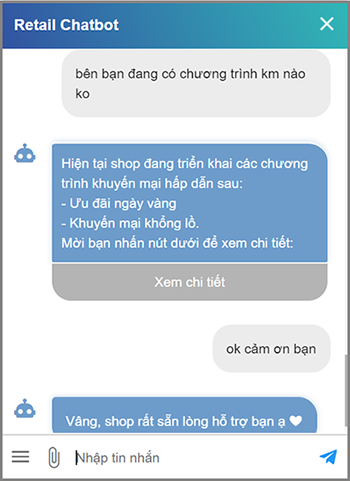 Retail Chatbot
bên bạn đang có chương trình km nào
ko
Hiện tại shop đang triển khai các chương
trình khuyến mại hấp dẫn sau:
- Ưu đãi ngày vàng
- Khuyến mại khổng lồ.
Mời bạn nhấn nút dưới để xem chi tiết:
Xem chi tiết
ok cảm ơn bạn
Vâng, shop rất sẵn lòng hỗ trợ bạn ạ
Nhập tin nhắn